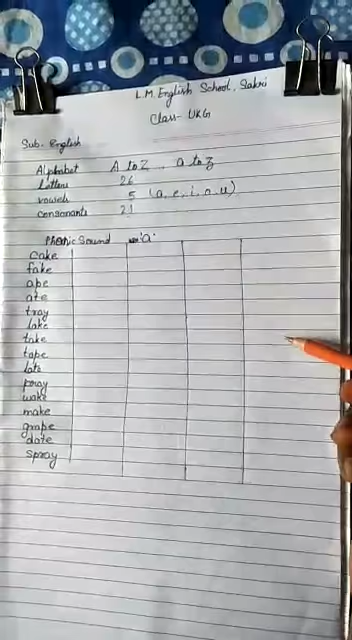 L.M. English School, Sakri
Class- UKG
Sub- English
Alphabet A to Z ... a to z
Letters 26
vowels 5 (a, e, i, o, u)
consonants 21
Phonic Sound 'a'
cake
fake
ape
ate
tray
lake
take
tape
late
pray
wake
make
grape
date
spray